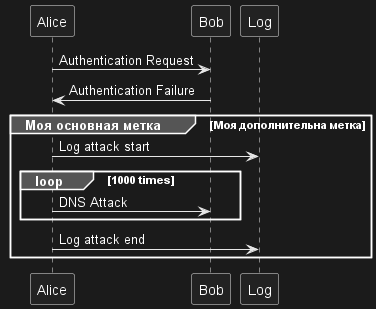 Alice Bob Log
Authentication Request
Authentication Failure
Моя основная метка [Моя дополнительна метка]
Log attack start
loop [1000 times]
DNS Attack
Log attack end
Alice Bob Log